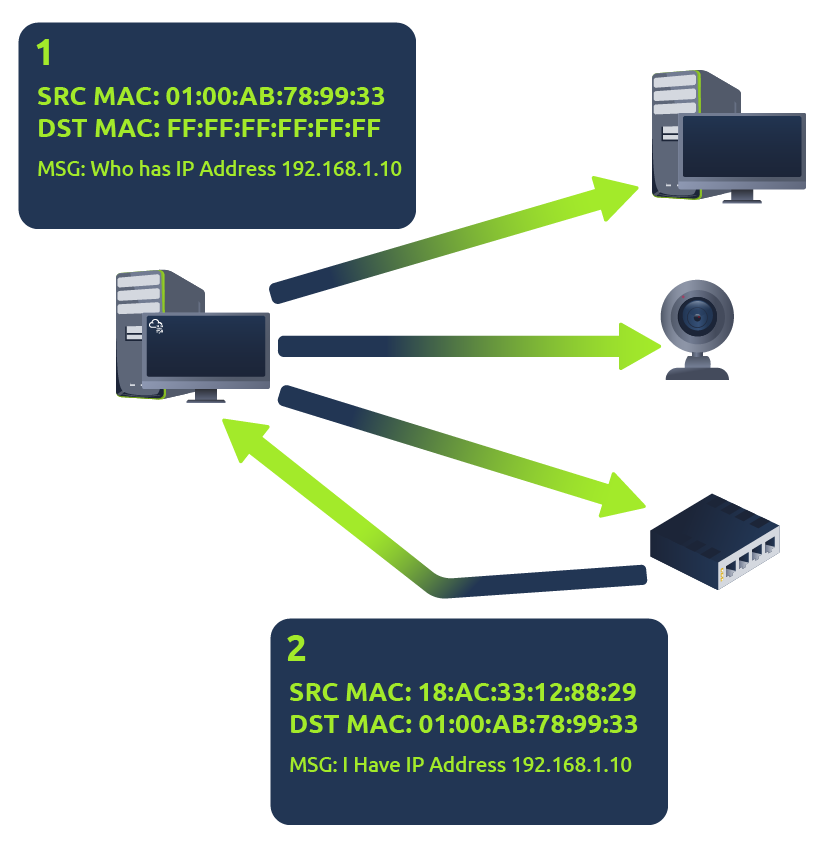 1
SRC MAC: 01:00:AB:78:99:33
DST MAC: FF:FF:FF:FF:FF:FF
MSG: Who has IP Address 192.168.1.10
2
SRC MAC: 18:AC:33:12:88:29
DST MAC: 01:00:AB:78:99:33
MSG: I Have IP Address 192.168.1.10